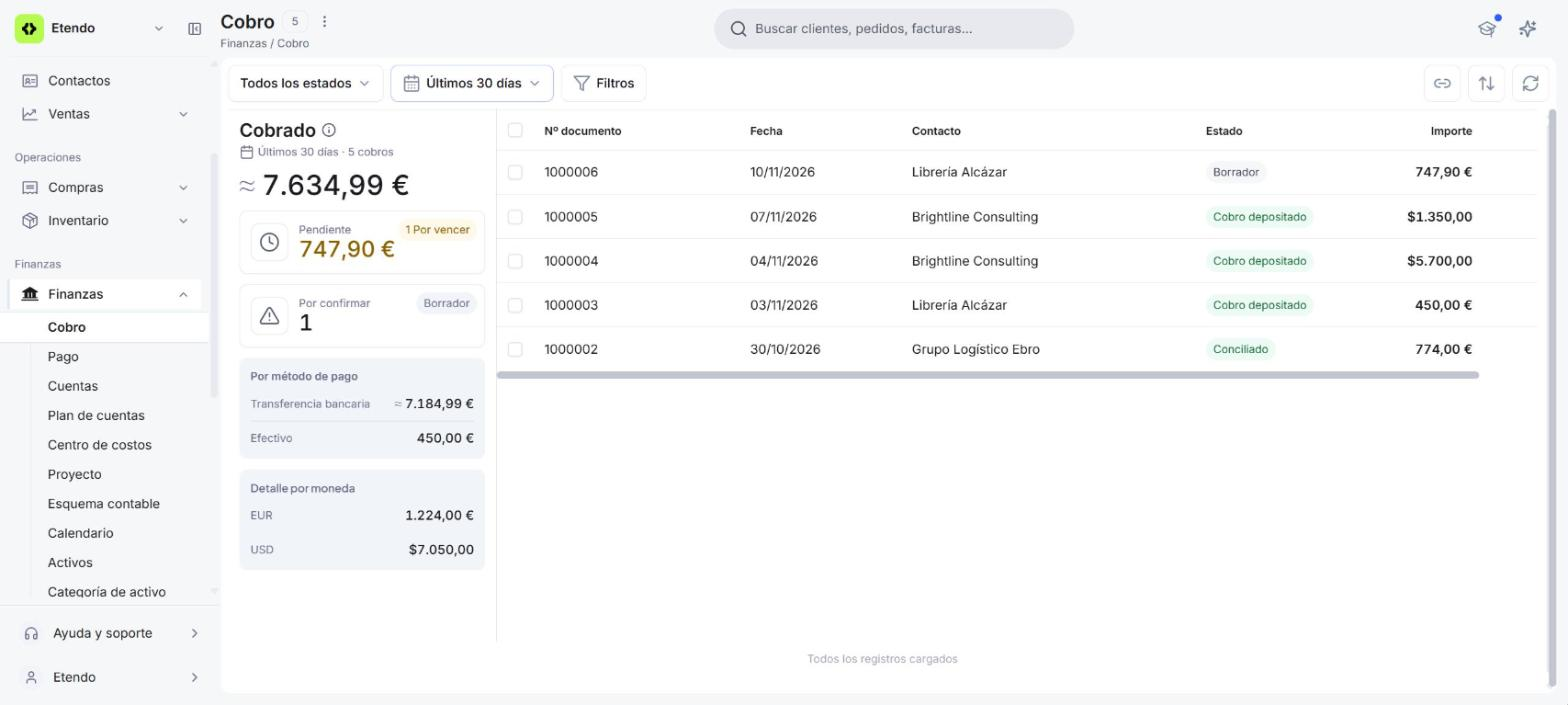 Etendo
Cobro 5
Finanzas / Cobro
Buscar clientes, pedidos, facturas...
Contactos
Ventas
Operaciones
Compras
Inventario
Finanzas
Finanzas
Cobro
Pago
Cuentas
Plan de cuentas
Centro de costos
Proyecto
Esquema contable
Calendario
Activos
Categoría de activo
Ayuda y soporte
Etendo
Todos los estados
Últimos 30 días
Filtros
Cobrado
Últimos 30 días · 5 cobros
≈ 7.634,99 €
Pendiente
1 Por vencer
747,90 €
Por confirmar
Borrador
1
Por método de pago
Transferencia bancaria ≈ 7.184,99 €
Efectivo 450,00 €
Detalle por moneda
EUR 1.224,00 €
USD $7.050,00
Nº documento Fecha Contacto Estado Importe
1000006 10/11/2026 Librería Alcázar Borrador 747,90 €
1000005 07/11/2026 Brightline Consulting Cobro depositado $1.350,00
1000004 04/11/2026 Brightline Consulting Cobro depositado $5.700,00
1000003 03/11/2026 Librería Alcázar Cobro depositado 450,00 €
1000002 30/10/2026 Grupo Logístico Ebro Conciliado 774,00 €
Todos los registros cargados